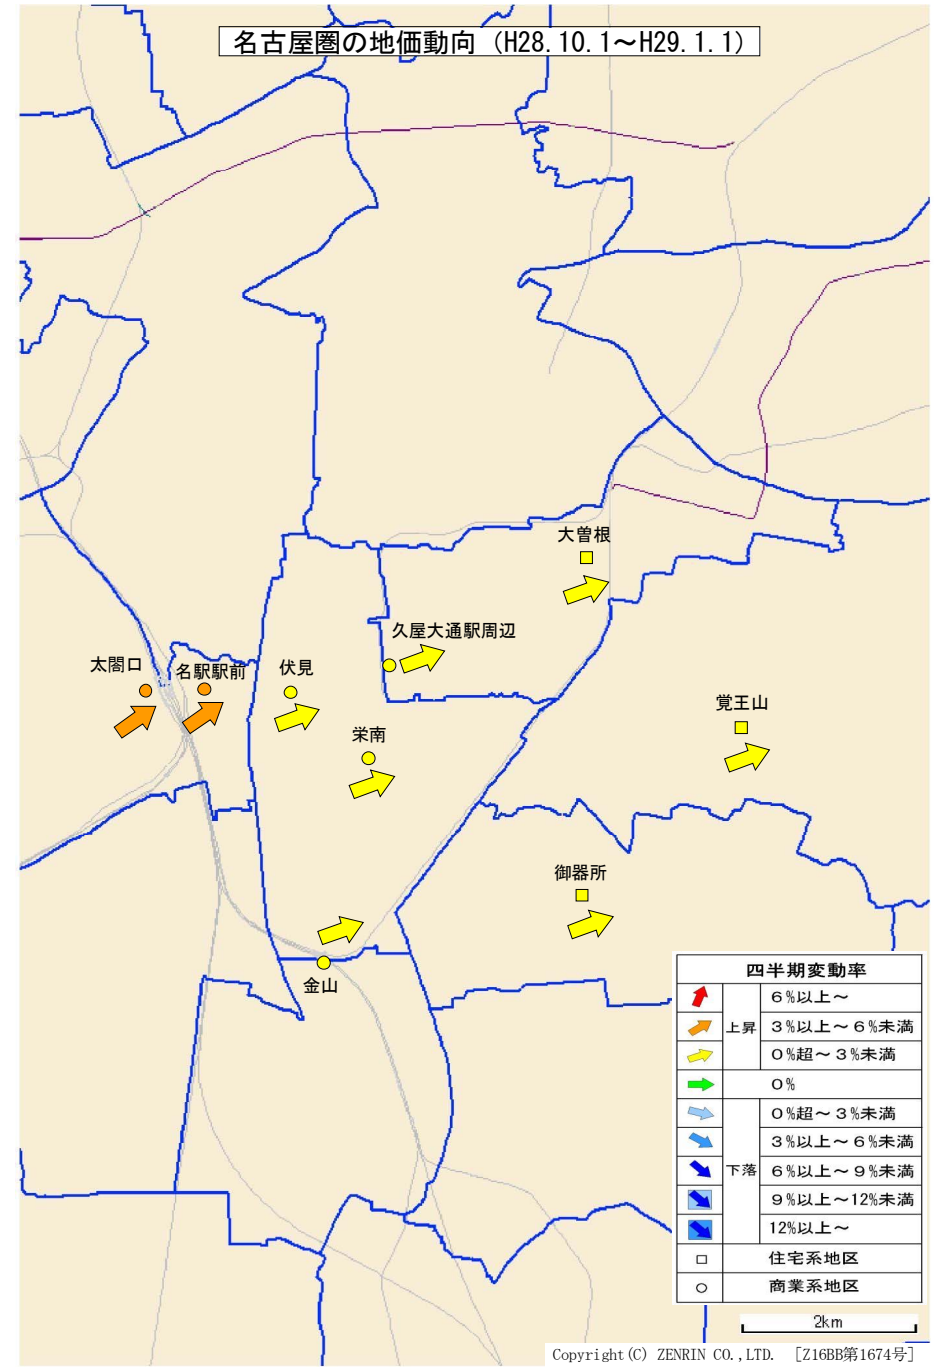 名古屋圏の地価動向 (H28.10.1～H29.1.1)
大曽根
久屋大通駅周辺
太閤口
名駅駅前
伏見
覚王山
栄南
御器所
金山
四半期変動率
上昇
6%以上～
3%以上～6%未満
0%超～3%未満
0%
下落
0%超～3%未満
3%以上～6%未満
6%以上～9%未満
9%以上～12%未満
12%以上～
住宅系地区
商業系地区
2km
Copyright(C) ZENRIN CO.,LTD. [Z16BB第1674号]